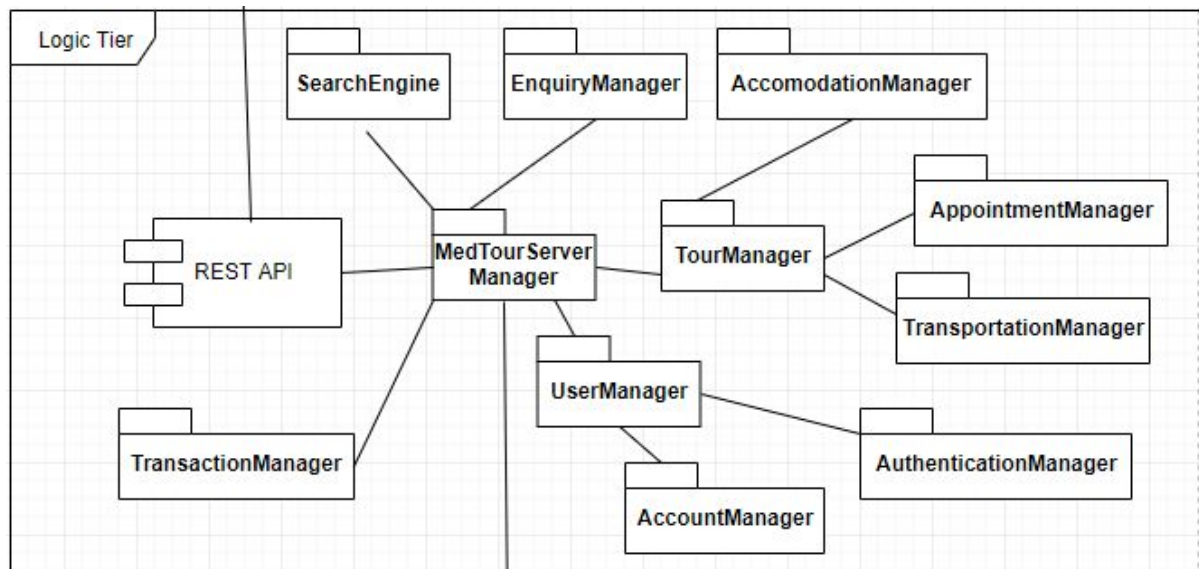 Logic Tier
SearchEngine
EnquiryManager
AccomodationManager
AppointmentManager
REST API
MedTourServer
Manager
TourManager
TransportationManager
UserManager
TransactionManager
AuthenticationManager
AccountManager